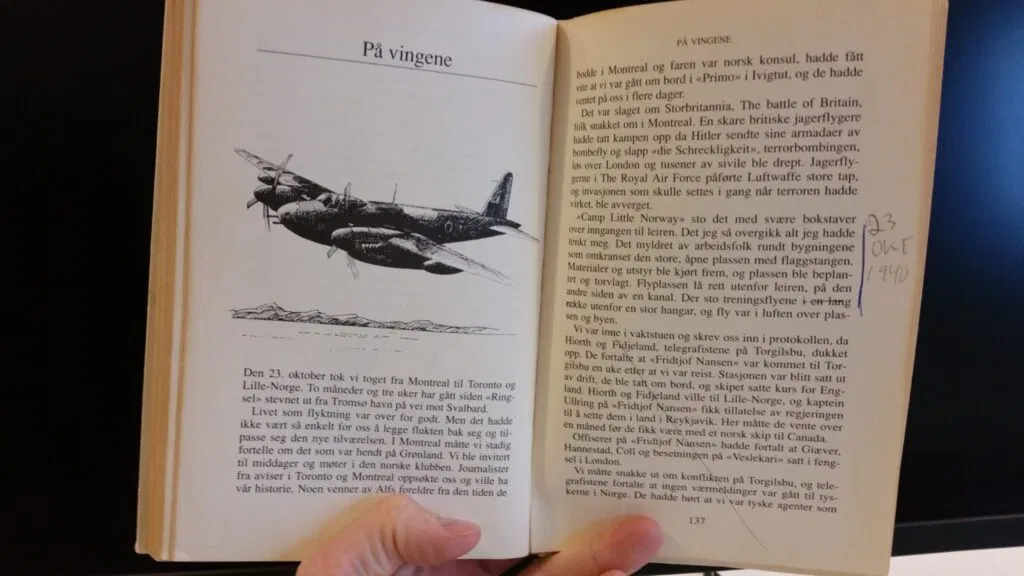 På vingene
Den 23. oktober tok vi toget fra Montreal til Toronto og
Lille-Norge. To måneder og tre uker har gått siden «Ring-
sel» stevnet ut fra Tromsø havn på vei mot Svalbard.
Livet som flyktning var over for godt. Men det hadde
ikke vært så enkelt for oss å legge flukten bak seg og til-
passe seg den nye tilværelsen. I Montreal måtte vi stadig
fortelle om det som var hendt på Grønland. Vi ble invitert
til middager og møter i den norske klubben. Journalister
fra aviser i Toronto og Montreal oppsøkte oss og ville ha
vår historie. Noen venner av Alfs foreldre fra den tiden de
PÅ VINGENE
bodde i Montreal og faren var norsk konsul, hadde fått
vite at vi var gått om bord i «Primo» i Ivigtut, og de hadde
ventet på oss i flere dager.
Det var slaget om Storbritannia, The battle of Britain,
folk snakket om i Montreal. En skare britiske jagerflygere
hadde tatt kampen opp da Hitler sendte sine armadaer av
bombefly og slapp «die Schreckligkeit», terrorbombingen,
løs over London og tusener av sivile ble drept. Jagerfly-
gerne i The Royal Air Force påførte Luftwaffe store tap,
og invasjonen som skulle settes i gang når terroren hadde
virket, ble avverget.
«Camp Little Norway» sto det med svære bokstaver
over inngangen til leiren. Det jeg så overgikk alt jeg hadde
tenkt meg. Det myldret av arbeidsfolk rundt bygningene
som omkranset den store, åpne plassen med flaggstangen.
Materialer og utstyr ble kjørt frem, og plassen ble beplan-
tet og torvlagt. Flyplassen lå rett utenfor leiren, på den
andre siden av en kanal. Der sto treningsflyene i en lang
rekke utenfor en stor hangar, og fly var i luften over plas-
sen og byen.
Vi var inne i vaktstuen og skrev oss inn i protokollen, da
Hiorth og Fidjeland, telegrafistene på Torgilsbu, dukket
opp. De fortalte at «Fridtjof Nansen» var kommet til Tor-
gilsbu en uke etter at vi var reist. Stasjonen var blitt satt ut
av drift, de ble tatt om bord, og skipet satte kurs for Eng-
land. Hiorth og Fidjeland ville til Lille-Norge, og kaptein
Ullring på «Fridtjof Nansen» fikk tillatelse av regjeringen
til å sette dem i land i Reykjavik. Her måtte de vente over
en måned før de fikk være med et norsk skip til Canada.
Offiserer på «Fridtjof Nansen» hadde fortalt at Giæver,
Hannestad, Coll og besetningen på «Veslekari» satt i feng-
sel i London.
Vi måtte snakke ut om konflikten på Torgilsbu, og tele-
grafistene fortalte at ingen værmeldinger var gått til tys-
kerne i Norge. De hadde hørt at vi var tyske agenter som
137
23
OKT
1940